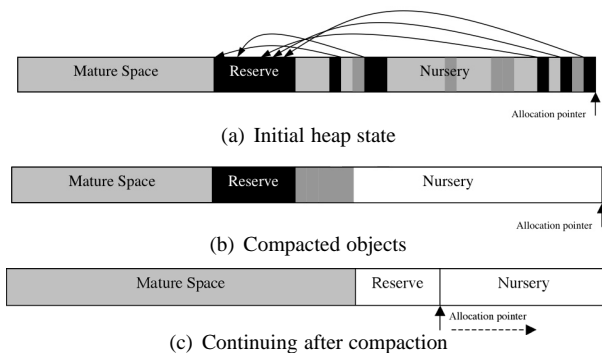 Mature Space Reserve Nursery
Allocation pointer
(a) Initial heap state
Mature Space Reserve Nursery
Allocation pointer
(b) Compacted objects
Mature Space Reserve Nursery
Allocation pointer
(c) Continuing after compaction